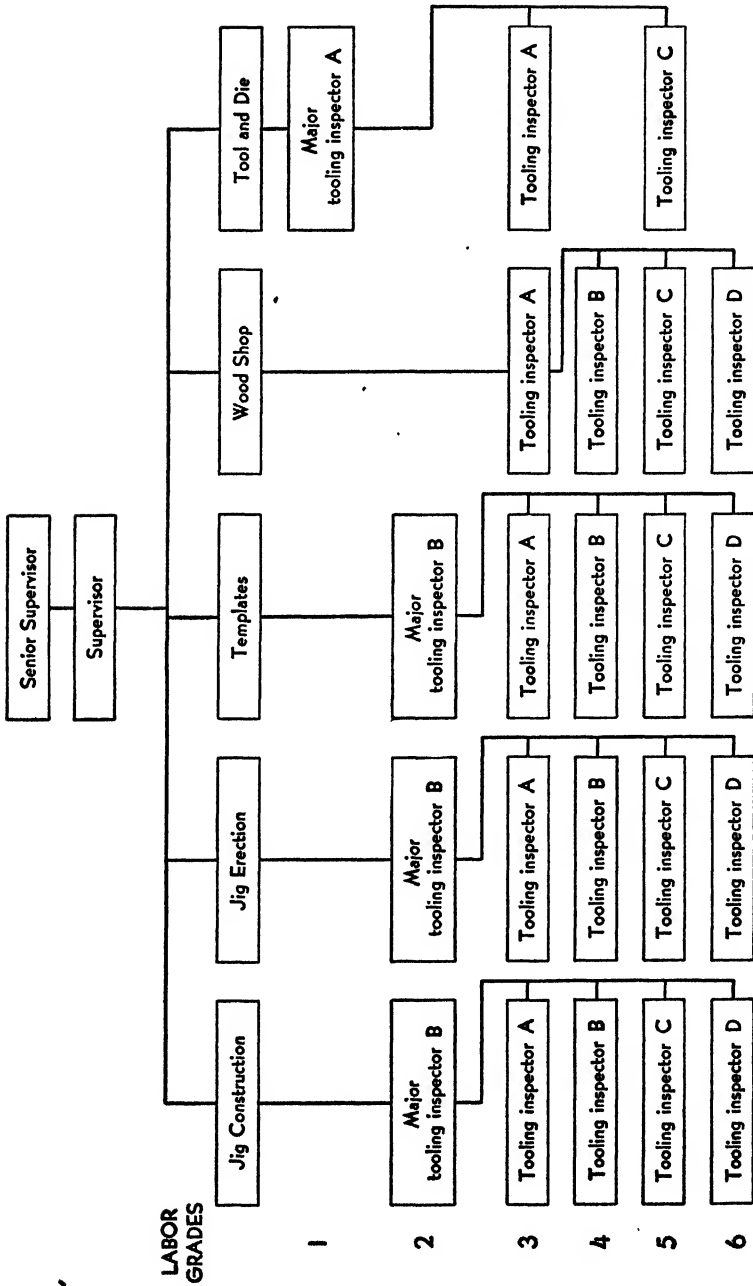 Senior Supervisor
Supervisor
LABOR
GRADES
Jig Construction
Jig Erection
Templates
Wood Shop
Tool and Die
1
Major
tooling inspector A
2
Major
tooling inspector B
Major
tooling inspector B
Major
tooling inspector B
3
Tooling inspector A
Tooling inspector A
Tooling inspector A
Tooling inspector A
Tooling inspector A
4
Tooling inspector B
Tooling inspector B
Tooling inspector B
Tooling inspector B
5
Tooling inspector C
Tooling inspector C
Tooling inspector C
Tooling inspector C
Tooling inspector C
6
Tooling inspector D
Tooling inspector D
Tooling inspector D
Tooling inspector D